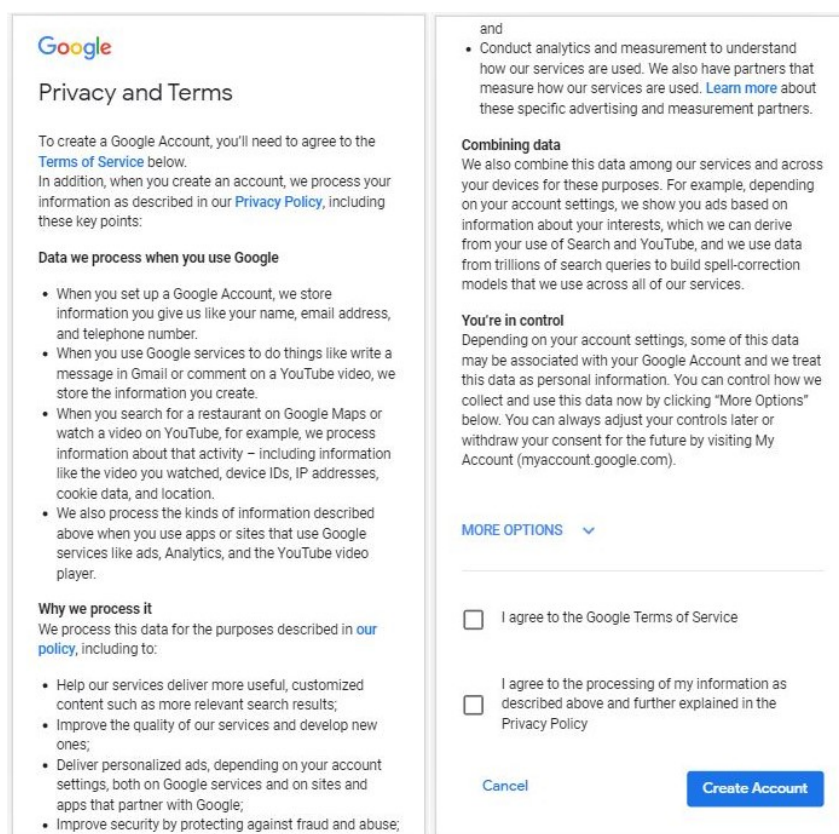 Google
Privacy and Terms
To create a Google Account, you'll need to agree to the
Terms of Service below.
In addition, when you create an account, we process your
information as described in our Privacy Policy, including
these key points:
Data we process when you use Google
• When you set up a Google Account, we store
information you give us like your name, email address,
and telephone number.
• When you use Google services to do things like write a
message in Gmail or comment on a YouTube video, we
store the information you create.
• When you search for a restaurant on Google Maps or
watch a video on YouTube, for example, we process
information about that activity – including information
like the video you watched, device IDs, IP addresses,
cookie data, and location.
• We also process the kinds of information described
above when you use apps or sites that use Google
services like ads, Analytics, and the YouTube video
player.
Why we process it
We process this data for the purposes described in our
policy, including to:
• Help our services deliver more useful, customized
content such as more relevant search results;
• Improve the quality of our services and develop new
ones;
• Deliver personalized ads, depending on your account
settings, both on Google services and on sites and
apps that partner with Google;
• Improve security by protecting against fraud and abuse;
and
• Conduct analytics and measurement to understand
how our services are used. We also have partners that
measure how our services are used. Learn more about
these specific advertising and measurement partners.
Combining data
We also combine this data among our services and across
your devices for these purposes. For example, depending
on your account settings, we show you ads based on
information about your interests, which we can derive
from your use of Search and YouTube, and we use data
from trillions of search queries to build spell-correction
models that we use across all of our services.
You're in control
Depending on your account settings, some of this data
may be associated with your Google Account and we treat
this data as personal information. You can control how we
collect and use this data now by clicking “More Options”
below. You can always adjust your controls later or
withdraw your consent for the future by visiting My
Account (myaccount.google.com).
MORE OPTIONS
I agree to the Google Terms of Service
I agree to the processing of my information as
described above and further explained in the
Privacy Policy
Cancel
Create Account